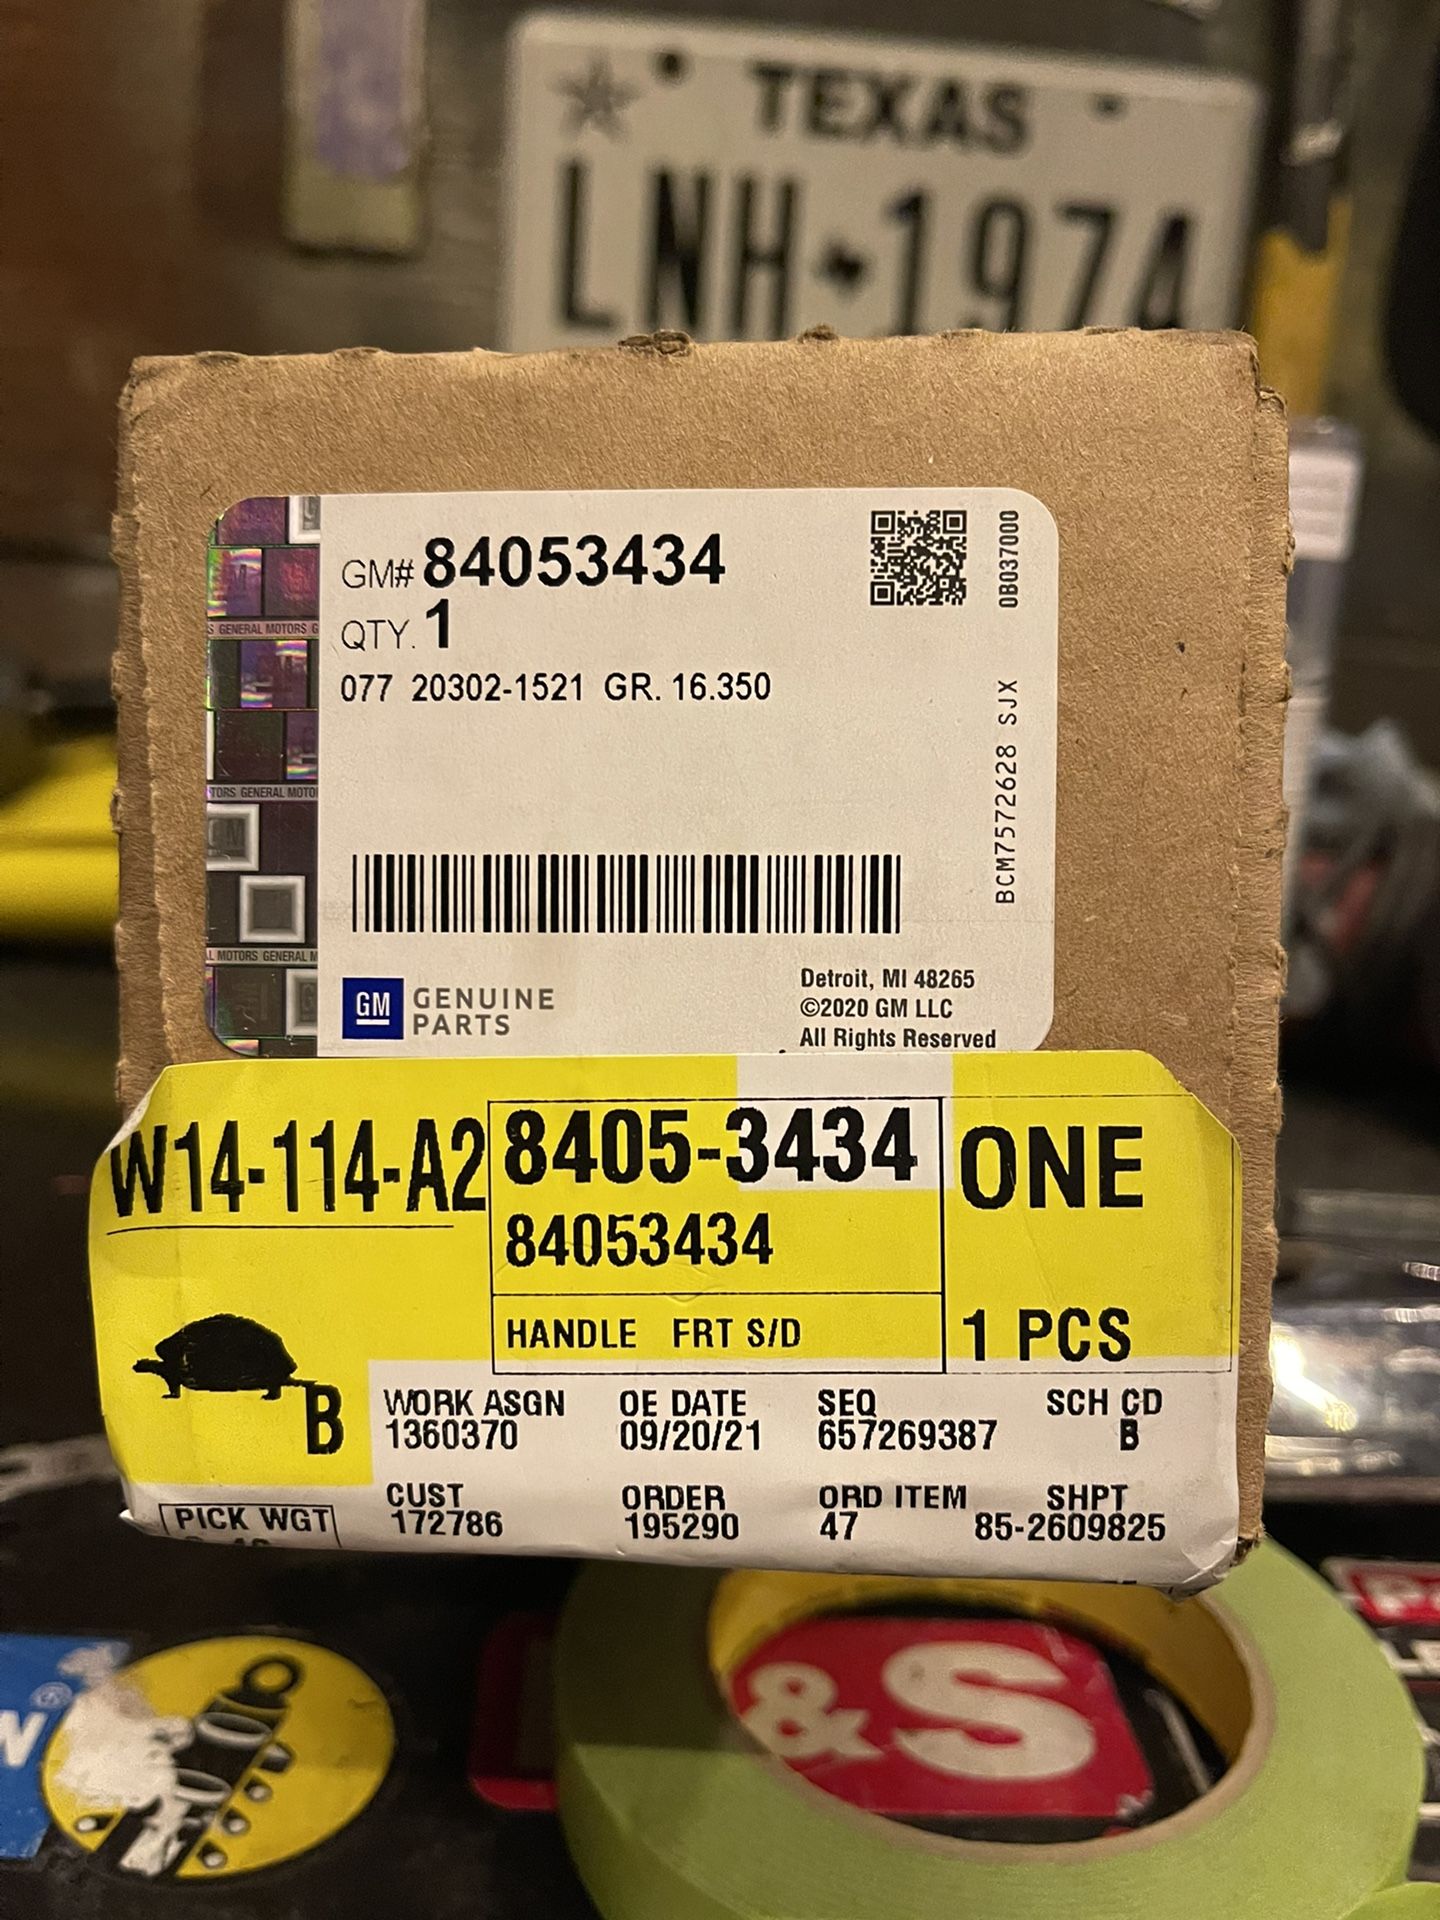 TEXAS
LNH 1974
GM# 84053434
QTY. 1
077 20302-1521 GR. 16.350
0B037000
BCM7572628 SJX
S GENERAL MOTORS G
TORS GENERAL MOTO
L MOTORS GENERAL M
GM GENUINE
PARTS
Detroit, MI 48265
©2020 GM LLC
All Rights Reserved
W14-114-A2
8405-3434
ONE
84053434
HANDLE FRT S/D
1 PCS
B
WORK ASGN OE DATE SEQ SCH CD
1360370 09/20/21 657269387 B
CUST ORDER ORD ITEM SHPT
172786 195290 47 85-2609825
PICK WGT
&S